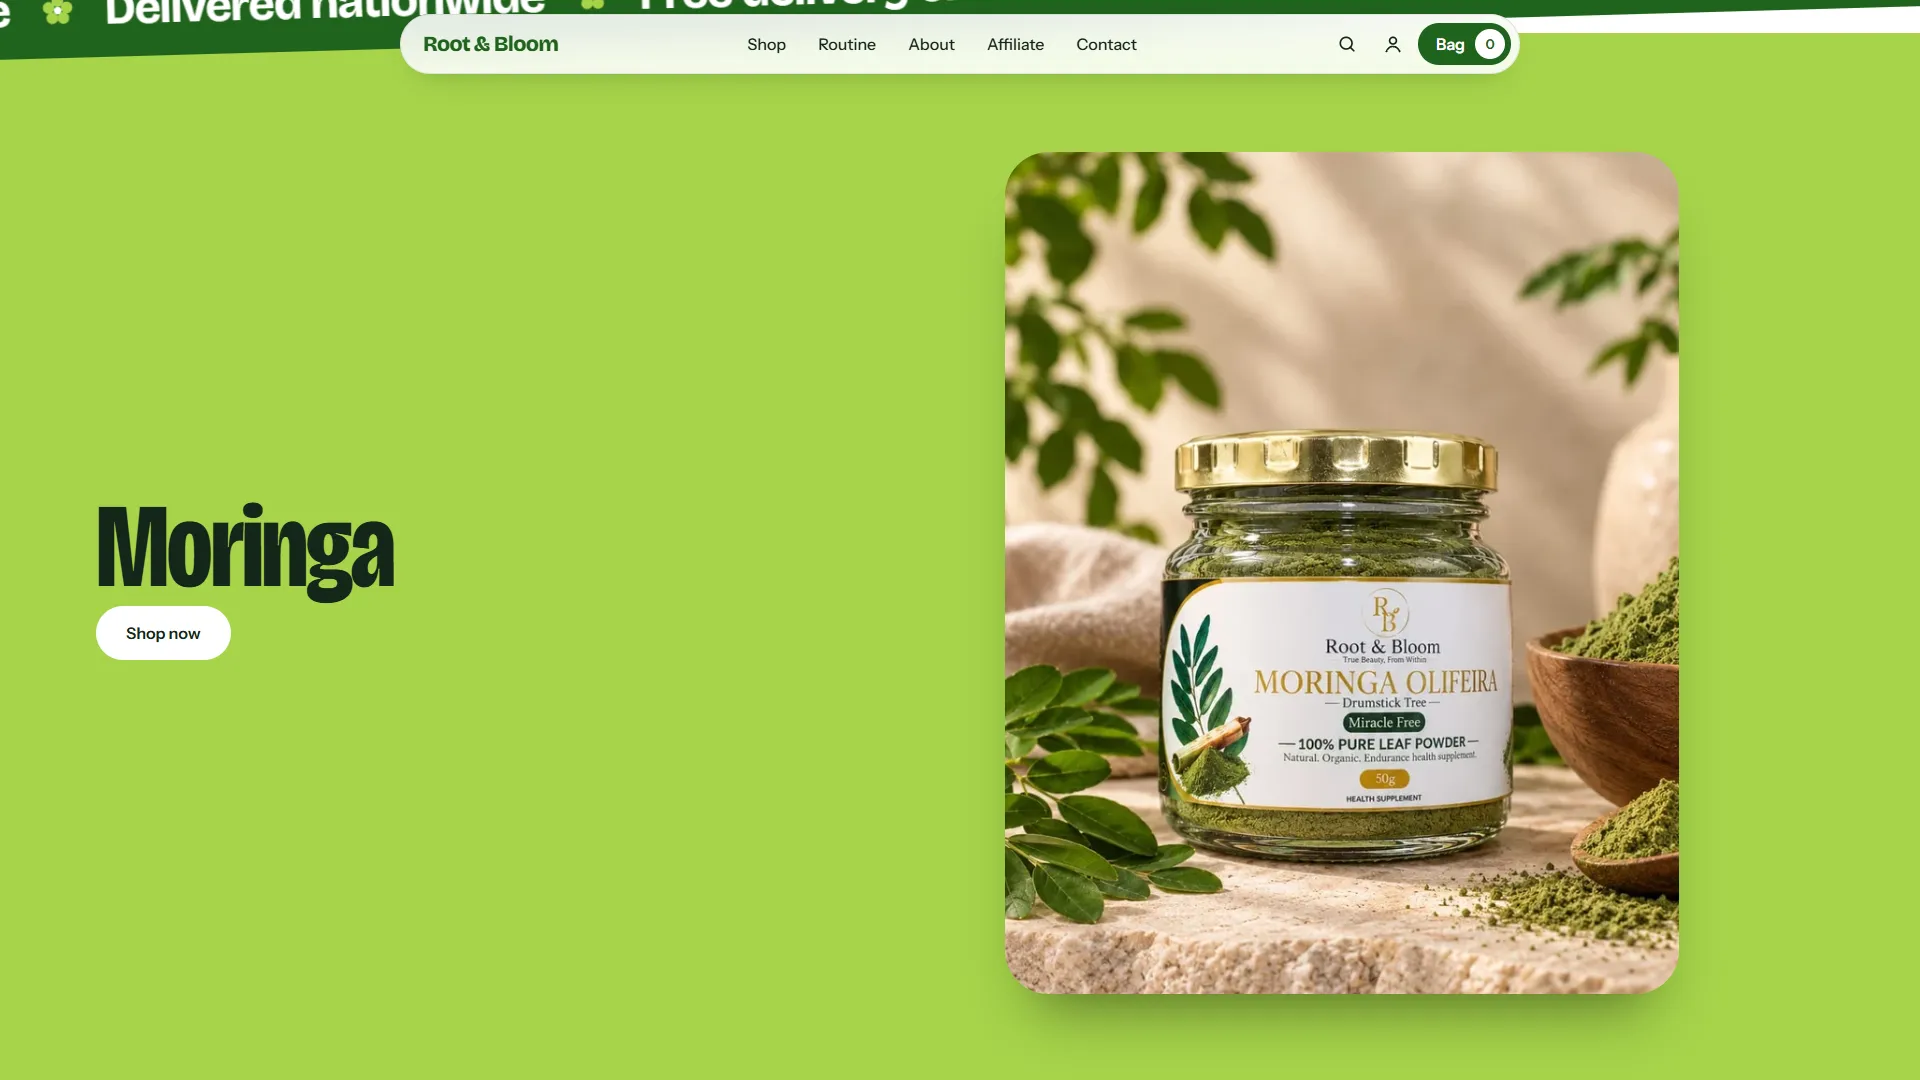 Delivered nationwide
Root & Bloom
Shop
Routine
About
Affiliate
Contact
Bag
0
Moringa
Shop now
RB
Root & Bloom
True Beauty, From Within
MORINGA OLIFEIRA
Drumstick Tree
Miracle Free
100% PURE LEAF POWDER
Natural. Organic. Endurance health supplement.
50g
HEALTH SUPPLEMENT